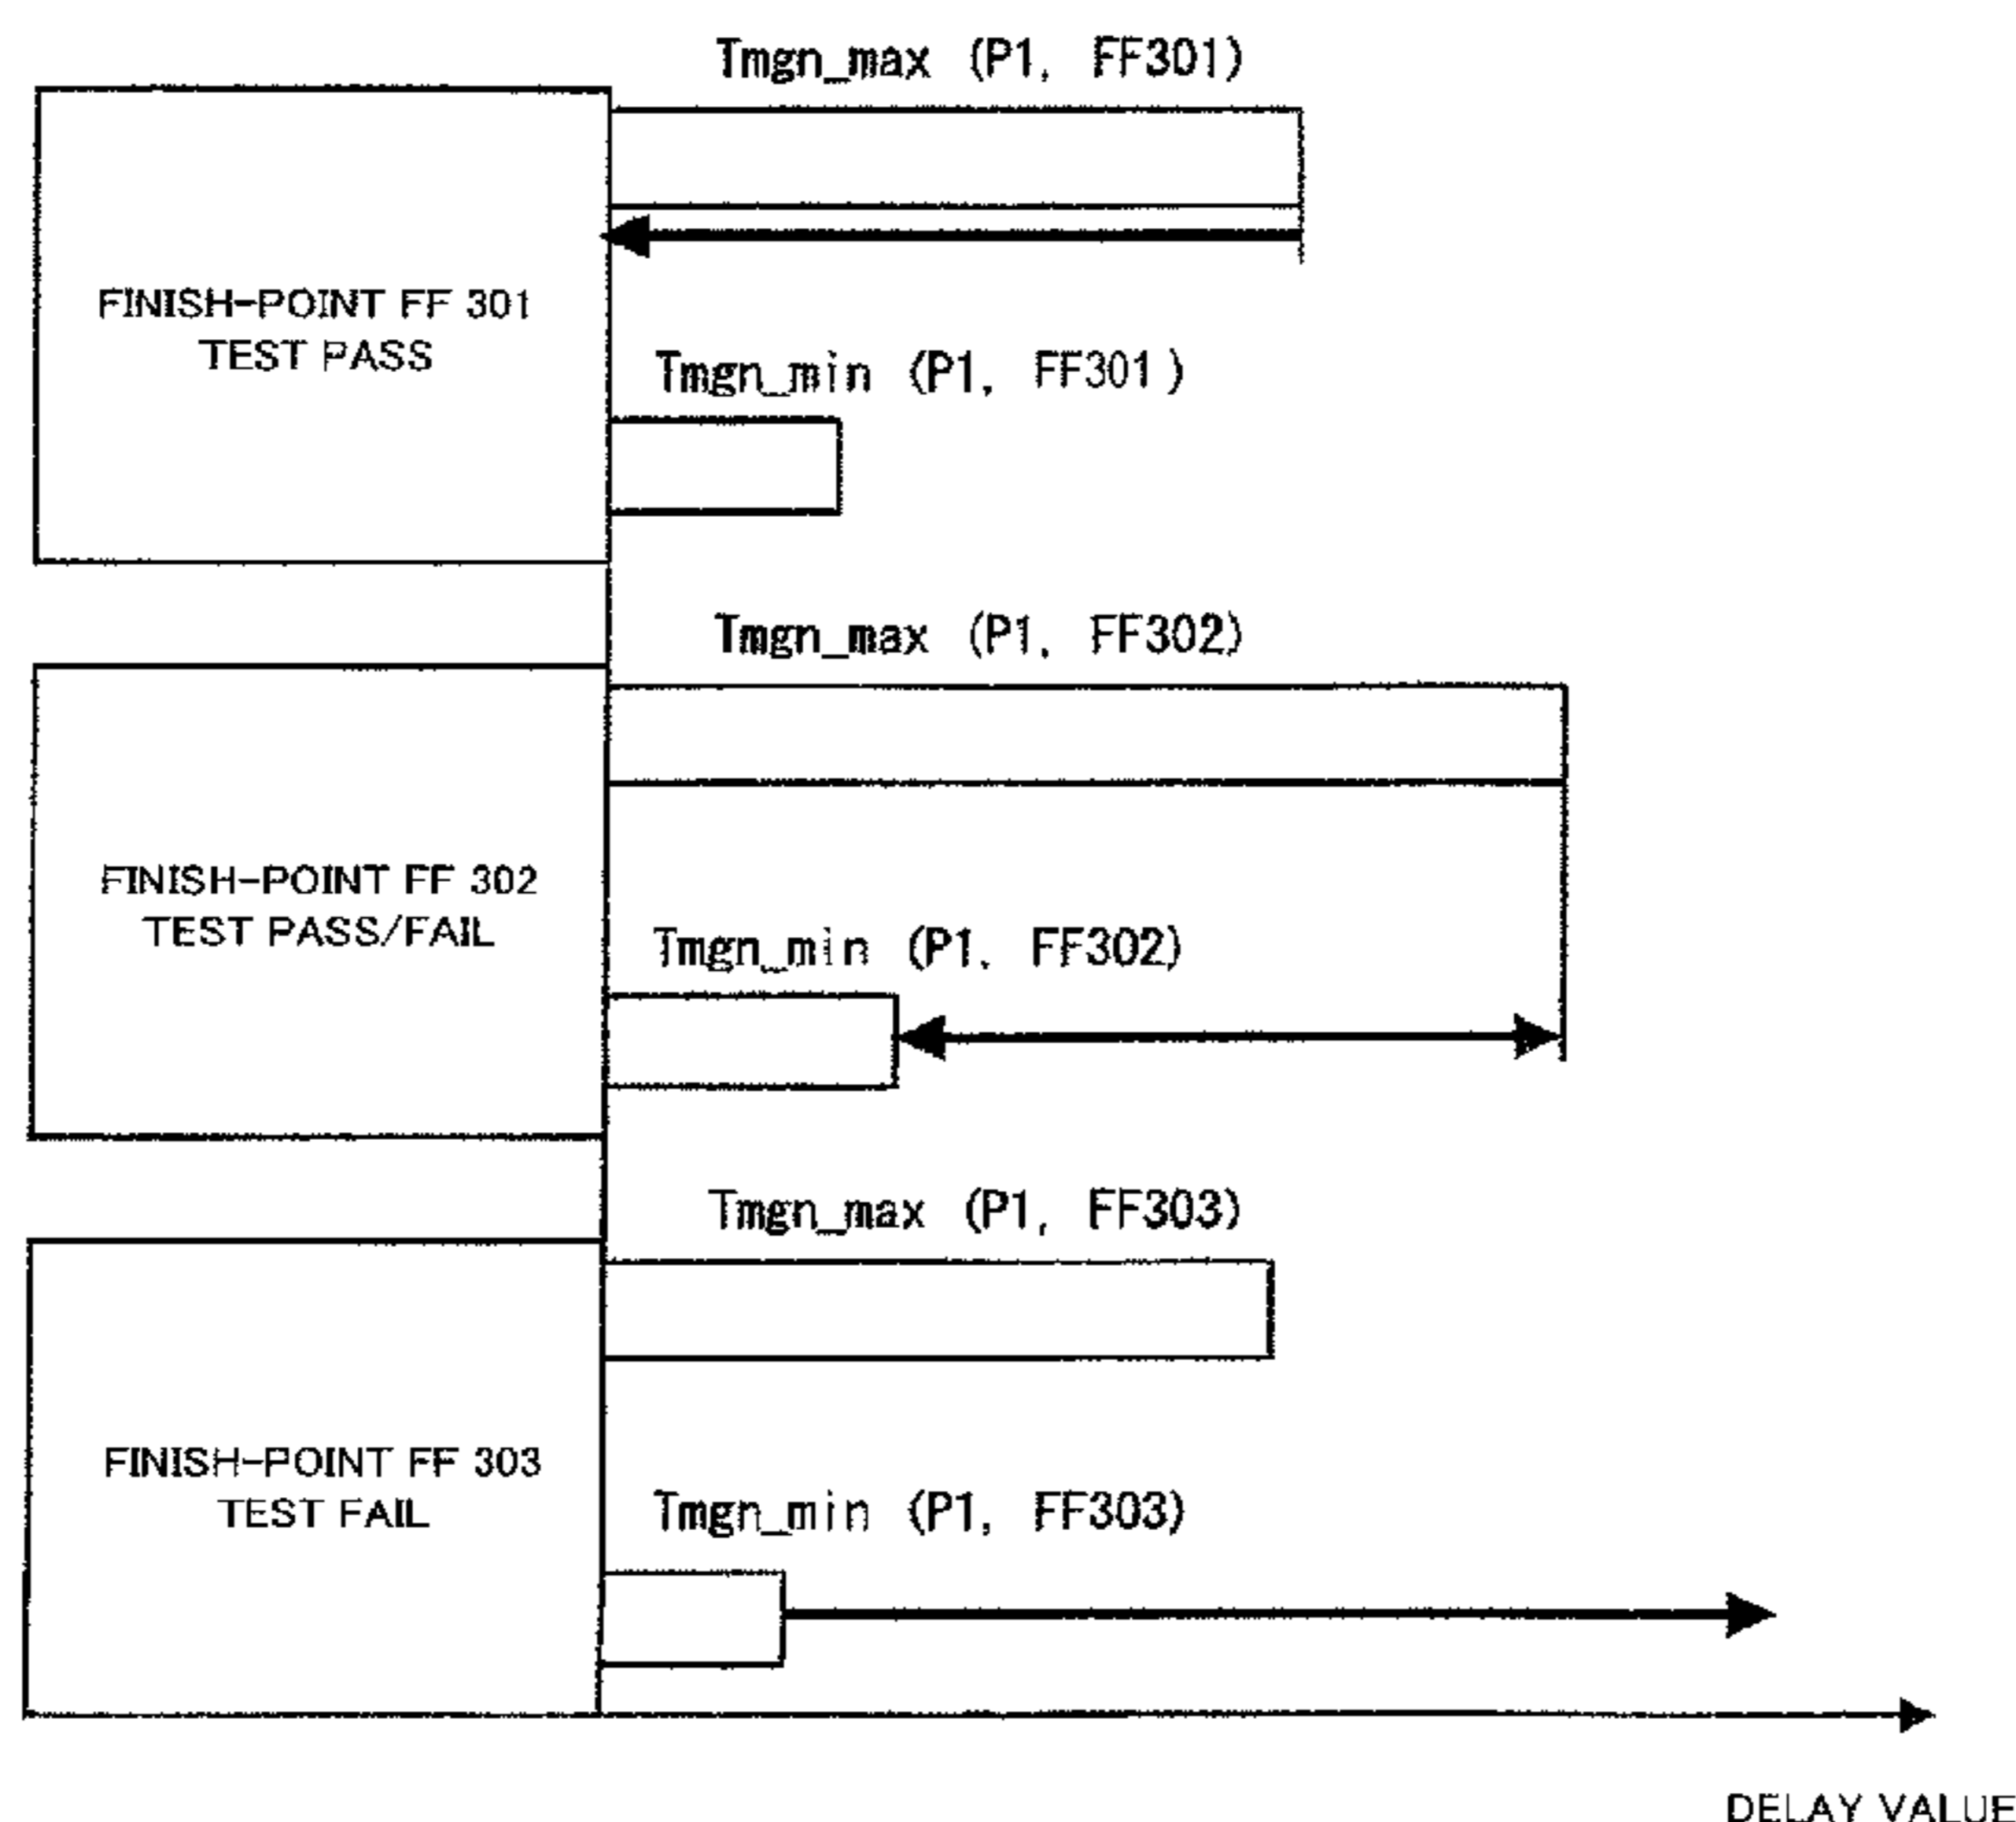 Tmgn_max (P1, FF301)
FINISH-POINT FF 301
TEST PASS
Tmgn_min (P1, FF301)
Tmgn_max (P1, FF302)
FINISH-POINT FF 302
TEST PASS/FAIL
Tmgn_min (P1, FF302)
Tmgn_max (P1, FF303)
FINISH-POINT FF 303
TEST FAIL
Tmgn_min (P1, FF303)
DELAY VALUE